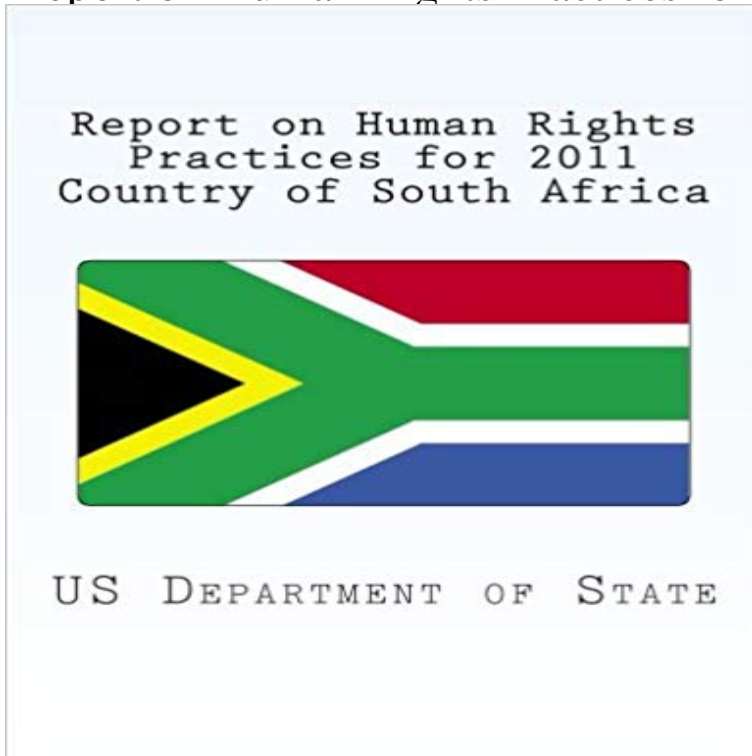 Report on Human Rights
Practices for 2011
Country of South Africa
US Department of State